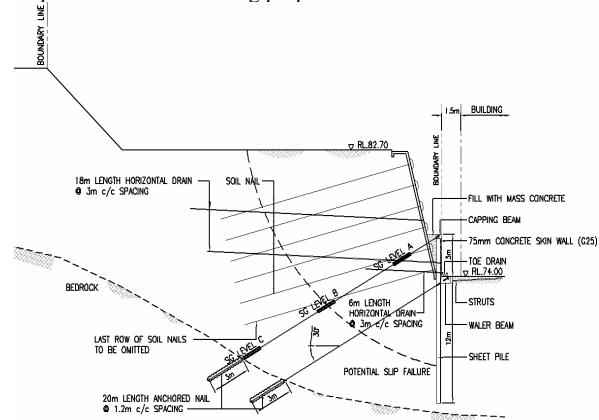 BOUNDARY LINE
1.5m
BUILDING
BOUNDARY LINE
RL.82.70
18m LENGTH HORIZONTAL DRAIN
@ 3m c/c SPACING
SOIL NAIL
FILL WITH MASS CONCRETE
CAPPING BEAM
75mm CONCRETE SKIN WALL (G25)
3m
TOE DRAIN
RL.74.00
SG LEVEL A
BEDROCK
SG LEVEL B
6m LENGTH
HORIZONTAL DRAIN
@ 3m c/c SPACING
STRUTS
WALER BEAM
12m
LAST ROW OF SOIL NAILS
TO BE OMITTED
SG LEVEL C
SHEET PILE
POTENTIAL SLIP FAILURE
3m
3m
20m LENGTH ANCHORED NAIL
@ 1.2m c/c SPACING